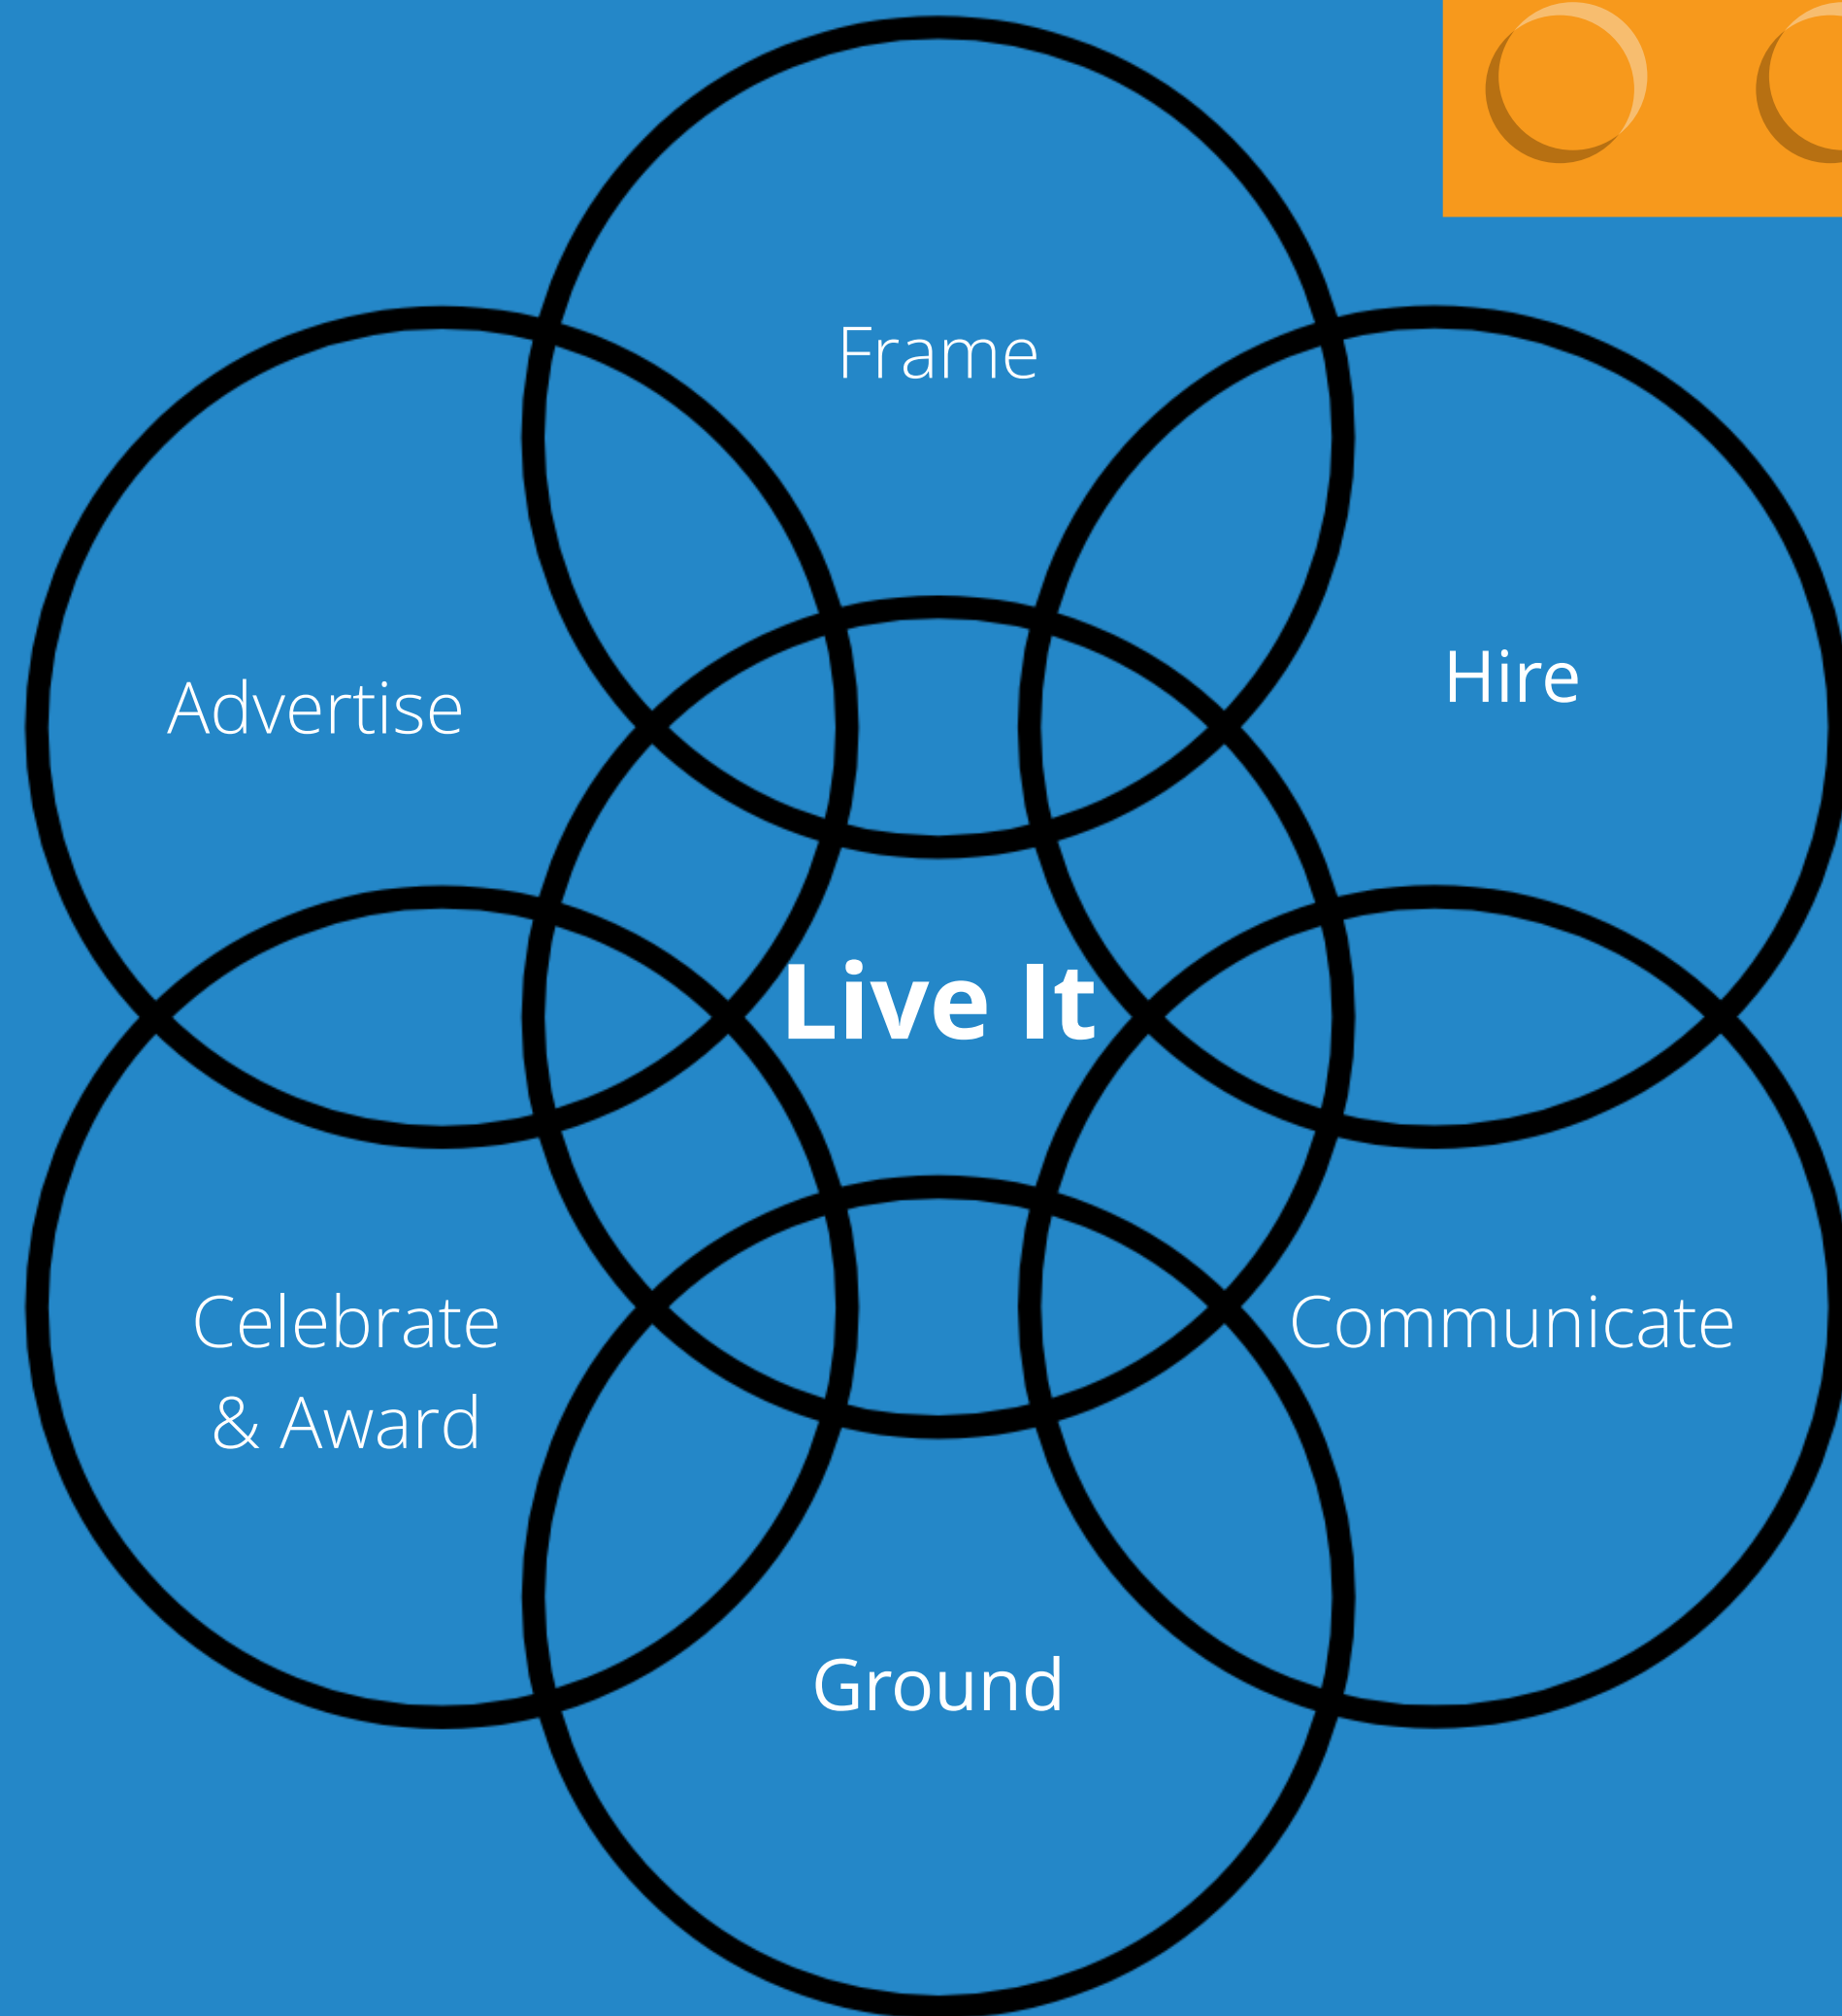 Frame
Hire
Advertise
Live It
Celebrate
& Award
Communicate
Ground